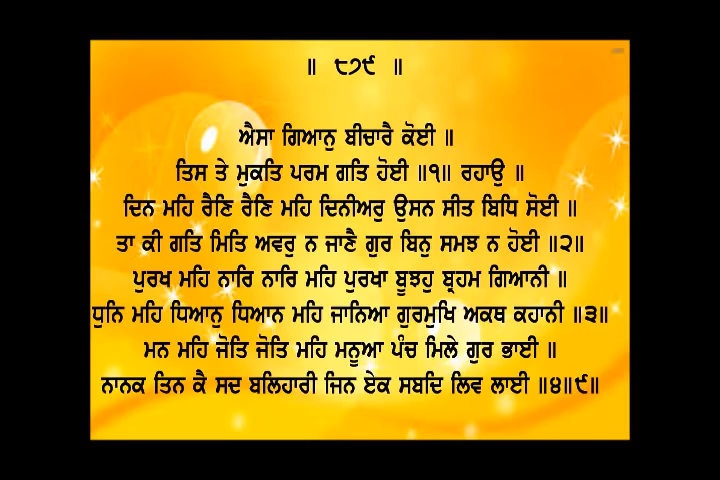 ॥ ੮੭੯ ॥
ਐਸਾ ਗਿਆਨੁ ਬੀਚਾਰੈ ਕੋਈ ॥
ਤਿਸ ਤੇ ਮੁਕਤਿ ਪਰਮ ਗਤਿ ਹੋਈ ॥੧॥ ਰਹਾਉ ॥
ਦਿਨ ਮਹਿ ਰੈਣਿ ਰੈਣਿ ਮਹਿ ਦਿਨੀਅਰੁ ਉਸਨ ਸੀਤ ਬਿਧਿ ਸੋਈ ॥
ਤਾ ਕੀ ਗਤਿ ਮਿਤਿ ਅਵਰੁ ਨ ਜਾਣੈ ਗੁਰ ਬਿਨੁ ਸਮਝ ਨ ਹੋਈ ॥੨॥
ਪੁਰਖ ਮਹਿ ਨਾਰਿ ਨਾਰਿ ਮਹਿ ਪੁਰਖਾ ਬੂਝਹੁ ਬ੍ਰਹਮ ਗਿਆਨੀ ॥
ਧੁਨਿ ਮਹਿ ਧਿਆਨੁ ਧਿਆਨ ਮਹਿ ਜਾਨਿਆ ਗੁਰਮੁਖਿ ਅਕਥ ਕਹਾਨੀ ॥੩॥
ਮਨ ਮਹਿ ਜੋਤਿ ਜੋਤਿ ਮਹਿ ਮਨੂਆ ਪੰਚ ਮਿਲੇ ਗੁਰ ਭਾਈ ॥
ਨਾਨਕ ਤਿਨ ਕੈ ਸਦ ਬਲਿਹਾਰੀ ਜਿਨ ਏਕ ਸਬਦਿ ਲਿਵ ਲਾਈ ॥੪॥੯॥